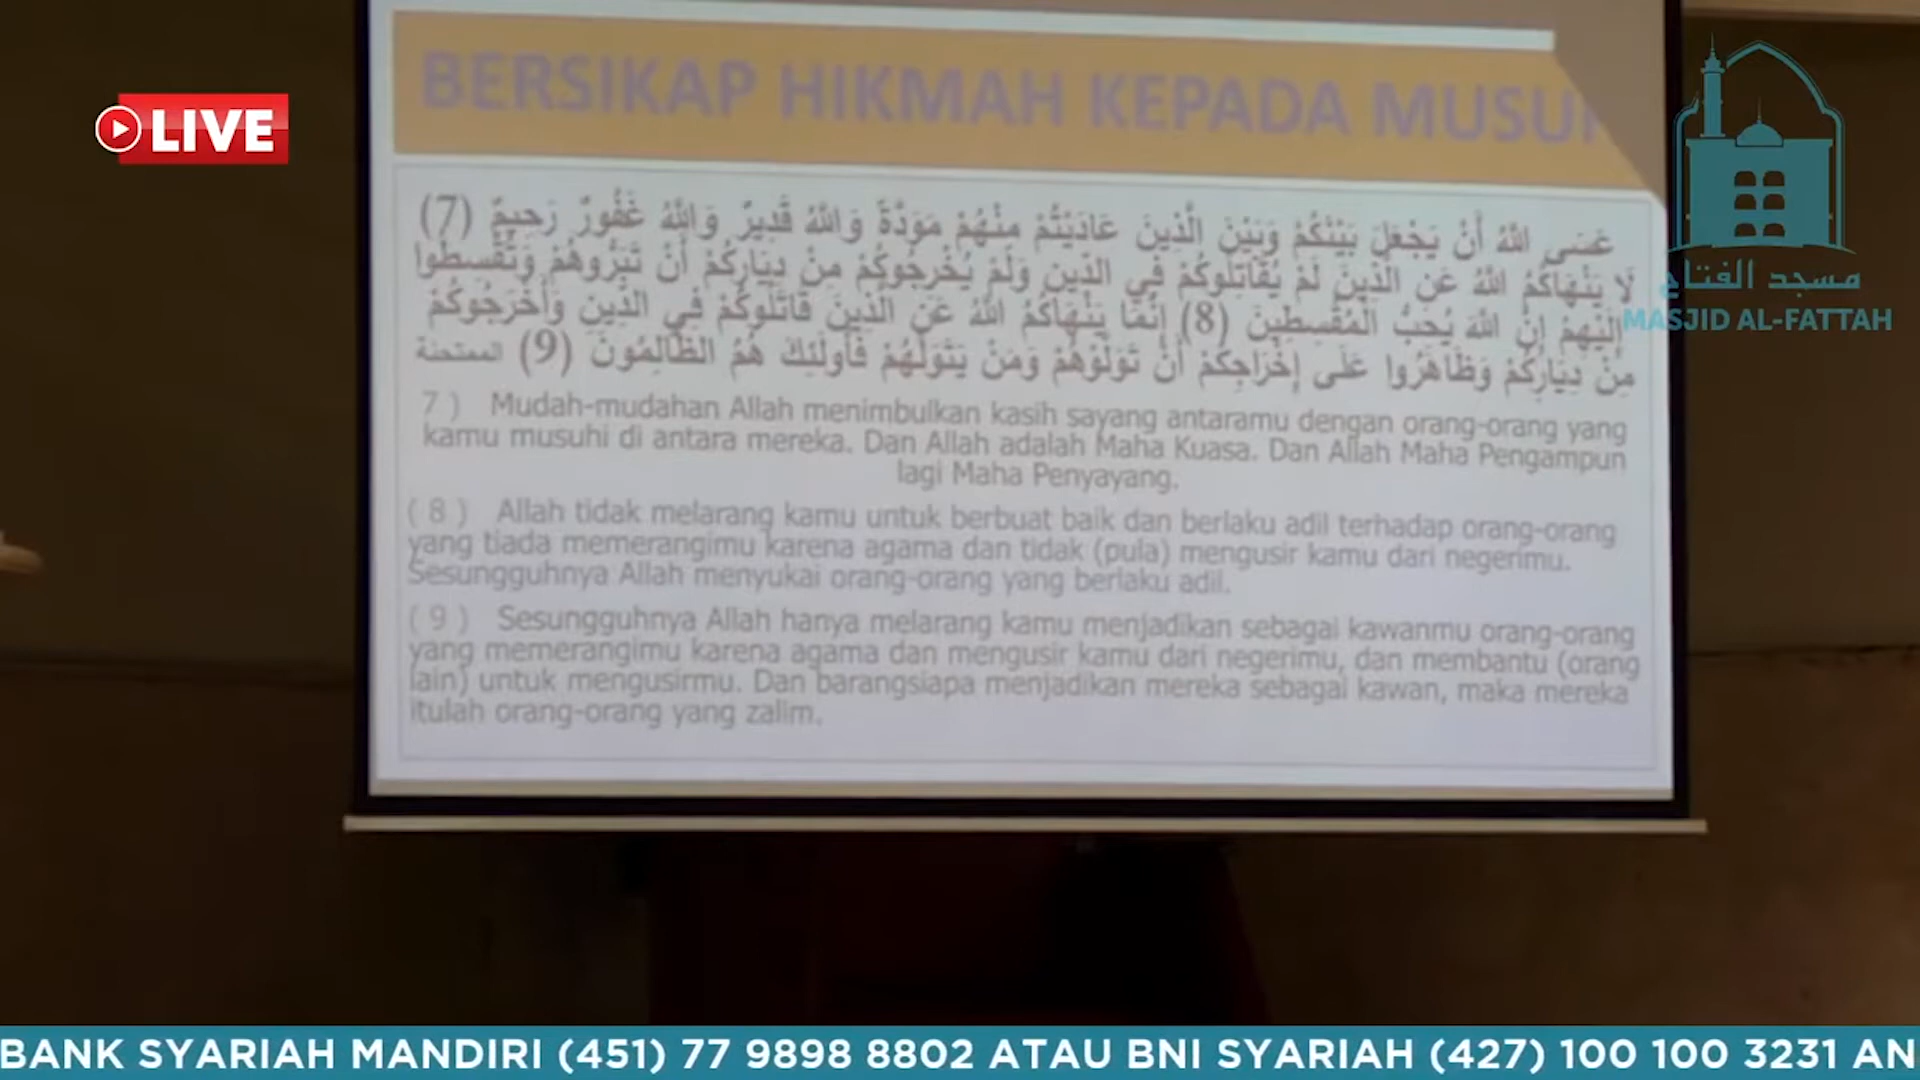 BERSIKAP HIKMAH KEPADA MUSUH
LIVE
عَسَى اللهُ أَنْ يَجْعَلَ بَيْنَكُمْ وَبَيْنَ الَّذِينَ عَادَيْتُمْ مِنْهُمْ مَوَدَّةً وَاللهُ قَدِيرٌ وَاللهُ غَفُورٌ رَحِيمٌ (7)
لَا يَنْهَاكُمُ اللهُ عَنِ الَّذِينَ لَمْ يُقَاتِلُوكُمْ فِي الدِّينِ وَلَمْ يُخْرِجُوكُمْ مِنْ دِيَارِكُمْ أَنْ تَبَرُّوهُمْ وَتُقْسِطُوا
إِلَيْهِمْ إِنَّ اللهَ يُحِبُّ الْمُقْسِطِينَ (8) إِنَّمَا يَنْهَاكُمُ اللهُ عَنِ الَّذِينَ قَاتَلُوكُمْ فِي الدِّينِ وَأَخْرَجُوكُمْ
مِنْ دِيَارِكُمْ وَظَاهَرُوا عَلَى إِخْرَاجِكُمْ أَنْ تَوَلَّوْهُمْ وَمَنْ يَتَوَلَّهُمْ فَأُولَئِكَ هُمُ الظَّالِمُونَ (9) الممتحنة
مسجد الفتاح
MASJID AL-FATTAH
7 ) Mudah-mudahan Allah menimbulkan kasih sayang antaramu dengan orang-orang yang
kamu musuhi di antara mereka. Dan Allah adalah Maha Kuasa. Dan Allah Maha Pengampun
lagi Maha Penyayang.
( 8 ) Allah tidak melarang kamu untuk berbuat baik dan berlaku adil terhadap orang-orang
yang tiada memerangimu karena agama dan tidak (pula) mengusir kamu dari negerimu.
Sesungguhnya Allah menyukai orang-orang yang berlaku adil.
( 9 ) Sesungguhnya Allah hanya melarang kamu menjadikan sebagai kawanmu orang-orang
yang memerangimu karena agama dan mengusir kamu dari negerimu, dan membantu (orang
lain) untuk mengusirmu. Dan barangsiapa menjadikan mereka sebagai kawan, maka mereka
itulah orang-orang yang zalim.
BANK SYARIAH MANDIRI (451) 77 9898 8802 ATAU BNI SYARIAH (427) 100 100 3231 AN